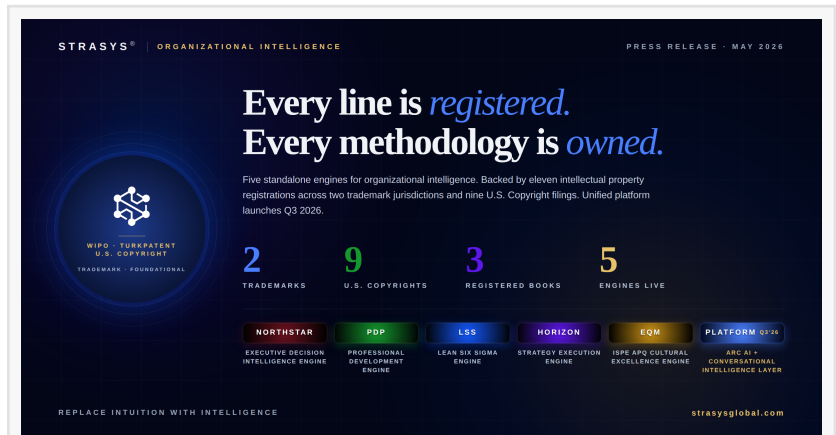 STRASYS® | ORGANIZATIONAL INTELLIGENCE
PRESS RELEASE · MAY 2026
Every line is registered.
Every methodology is owned.
Five standalone engines for organizational intelligence. Backed by eleven intellectual property
registrations across two trademark jurisdictions and nine U.S. Copyright filings. Unified platform
launches Q3 2026.
WIPO · TURKPATENT
U.S. COPYRIGHT
TRADEMARK · FOUNDATIONAL
2
TRADEMARKS
9
U.S. COPYRIGHTS
3
REGISTERED BOOKS
5
ENGINES LIVE
NORTHSTAR
EXECUTIVE DECISION
INTELLIGENCE ENGINE
PDP
PROFESSIONAL
DEVELOPMENT
ENGINE
LSS
LEAN SIX SIGMA
ENGINE
HORIZON
STRATEGY EXECUTION
ENGINE
EQM
ISPE APQ CULTURAL
EXCELLENCE ENGINE
PLATFORM Q3'26
ARC AI +
CONVERSATIONAL
INTELLIGENCE LAYER
REPLACE INTUITION WITH INTELLIGENCE
strasysglobal.com